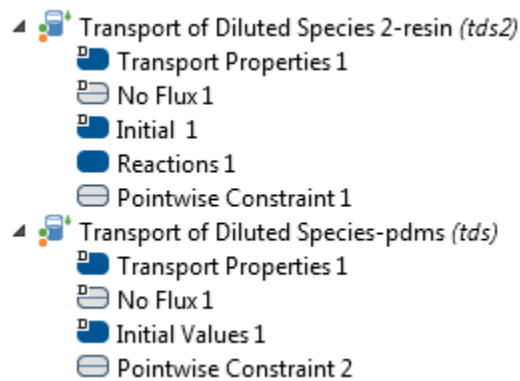 Transport of Diluted Species 2-resin (tds2)
Transport Properties 1
No Flux 1
Initial 1
Reactions 1
Pointwise Constraint 1
Transport of Diluted Species-pdms (tds)
Transport Properties 1
No Flux 1
Initial Values 1
Pointwise Constraint 2